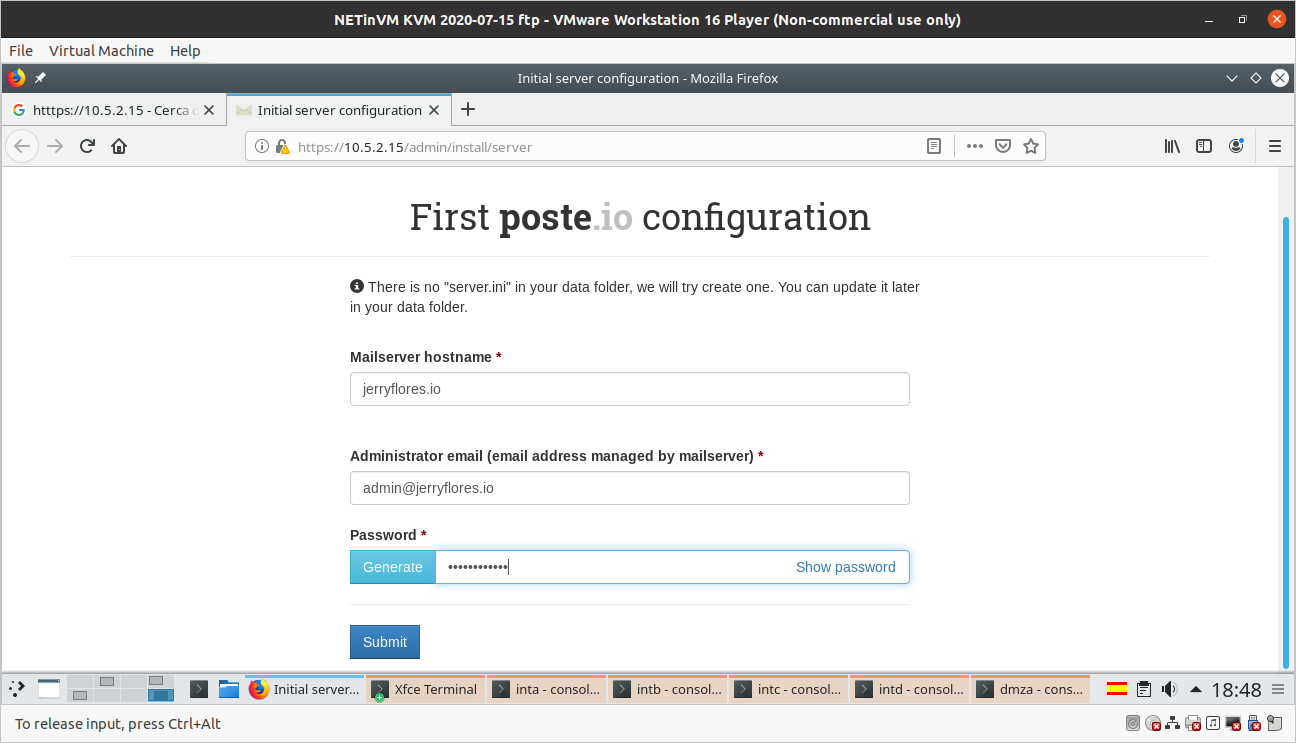 NETinVM KVM 2020-07-15 ftp - VMware Workstation 16 Player (Non-commercial use only)
File Virtual Machine Help
Initial server configuration - Mozilla Firefox
htttps://10.5.2.15 - Cerca
Initial server configuration
https://10.5.2.15/admin/install/server
First poste.io configuration
There is no "server.ini" in your data folder, we will try create one. You can update it later
in your data folder.
Mailserver hostname *
jerryflores.io
Administrator email (email address managed by mailserver) *
admin@jerryflores.io
Password *
Generate •••••••••••• Show password
Submit
Initial server... Xfce Terminal inta - consol... intb - consol... intc - consol... intd - consol... dmza - cons... 18:48
To release input, press Ctrl+Alt